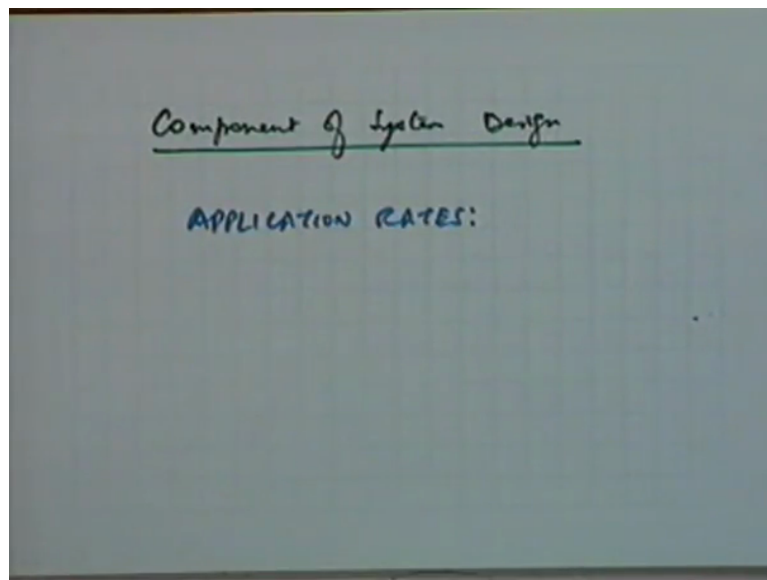 Component of System Design
APPLICATION RATES: